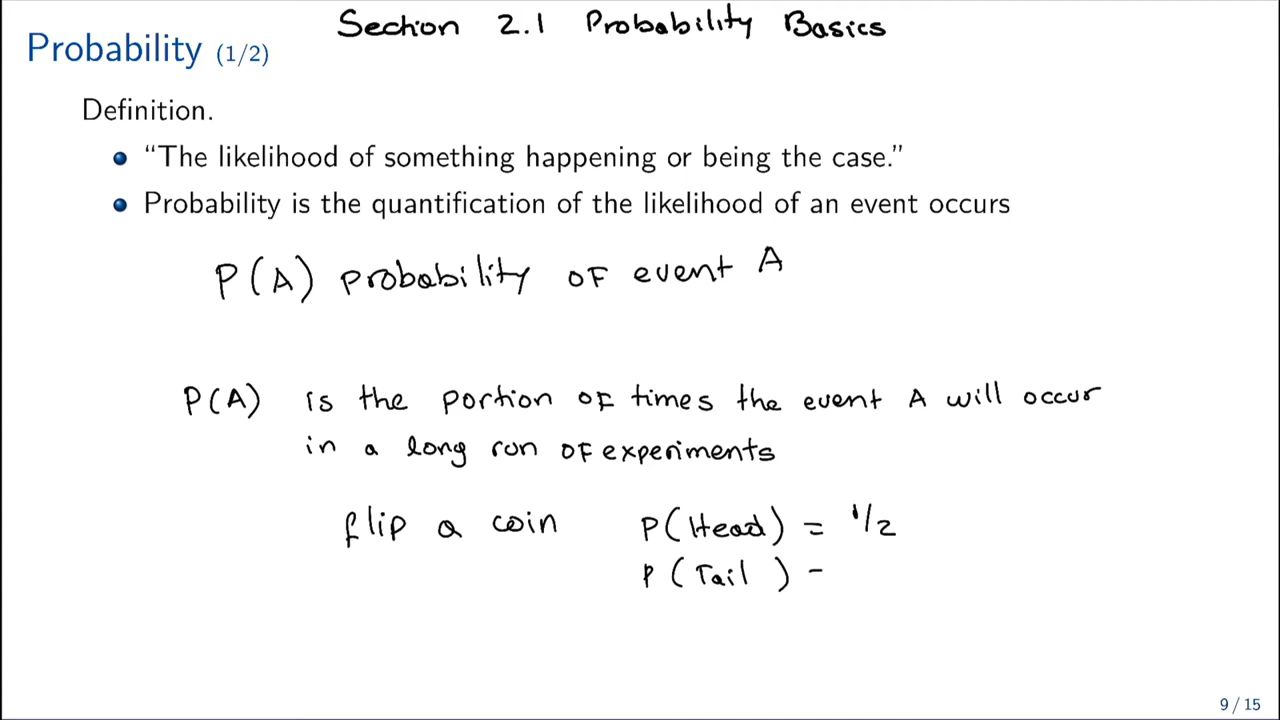 Section 2.1 Probability Basics
Probability (1/2)
Definition.
“The likelihood of something happening or being the case.”
Probability is the quantification of the likelihood of an event occurs
P(A) probability of event A
P(A) is the portion of times the event A will occur
in a long run of experiments
flip a coin P(Head) = 1/2
P(Tail) -
9 / 15